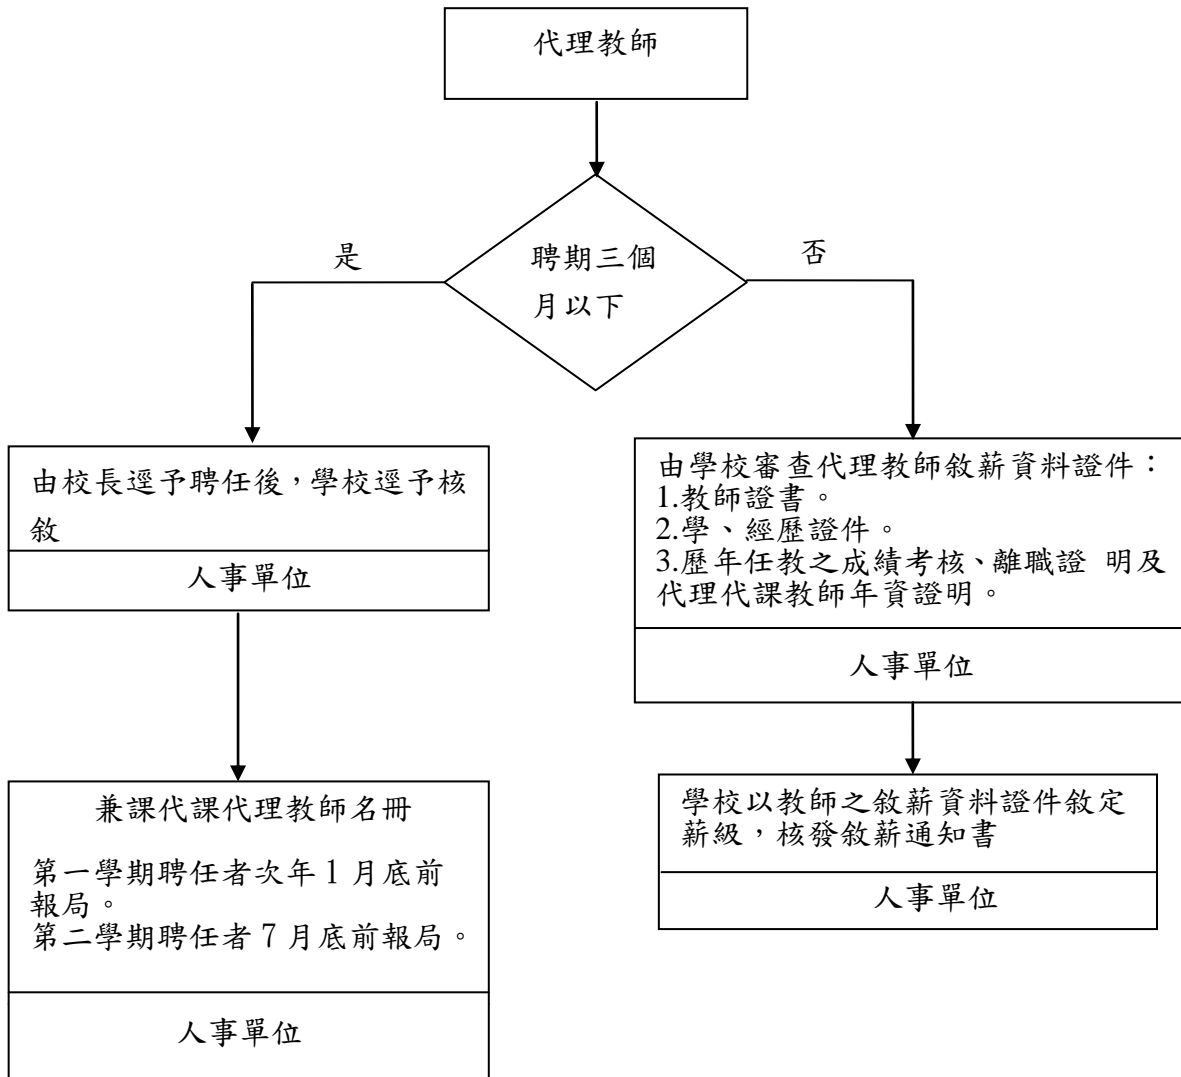 代理教師
聘期三個
月以下
是
否
由校長逕予聘任後，學校逕予核
敘
人事單位
由學校審查代理教師敘薪資料證件：
1.教師證書。
2.學、經歷證件。
3.歷年任教之成績考核、離職證 明及
代理代課教師年資證明。
人事單位
兼課代課代理教師名冊
第一學期聘任者次年 1 月底前
報局。
第二學期聘任者 7 月底前報局。
人事單位
學校以教師之敘薪資料證件敘定
薪級，核發敘薪通知書
人事單位